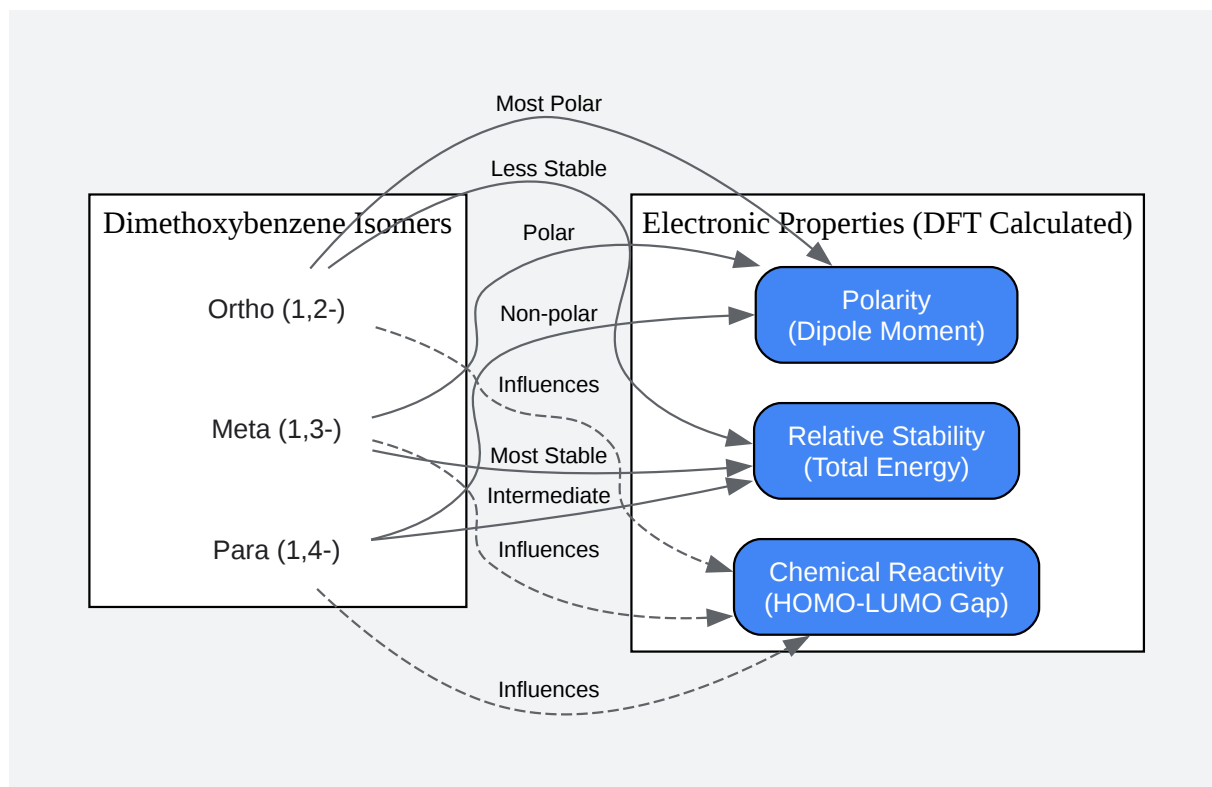 Most Polar
Less Stable
Dimethoxybenzene Isomers
Electronic Properties (DFT Calculated)
Polar
Ortho (1,2-)
Non-polar
Polarity
(Dipole Moment)
Influences
Meta (1,3-)
Most Stable
Relative Stability
(Total Energy)
Intermediate
Para (1,4-)
Influences
Chemical Reactivity
(HOMO-LUMO Gap)
Influences